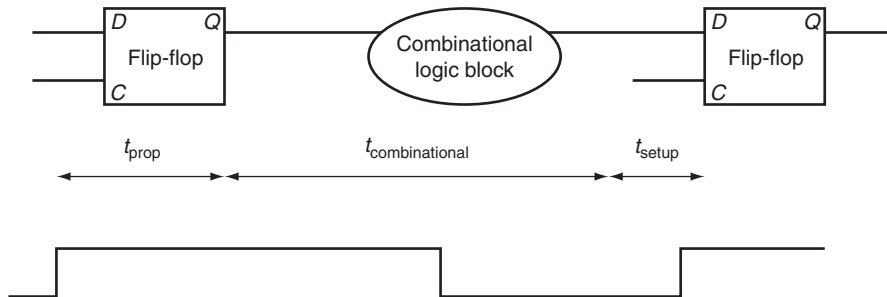 D Q
Flip-flop
C
Combinational
logic block
D Q
Flip-flop
C
tprop
tcombinational
tsetup